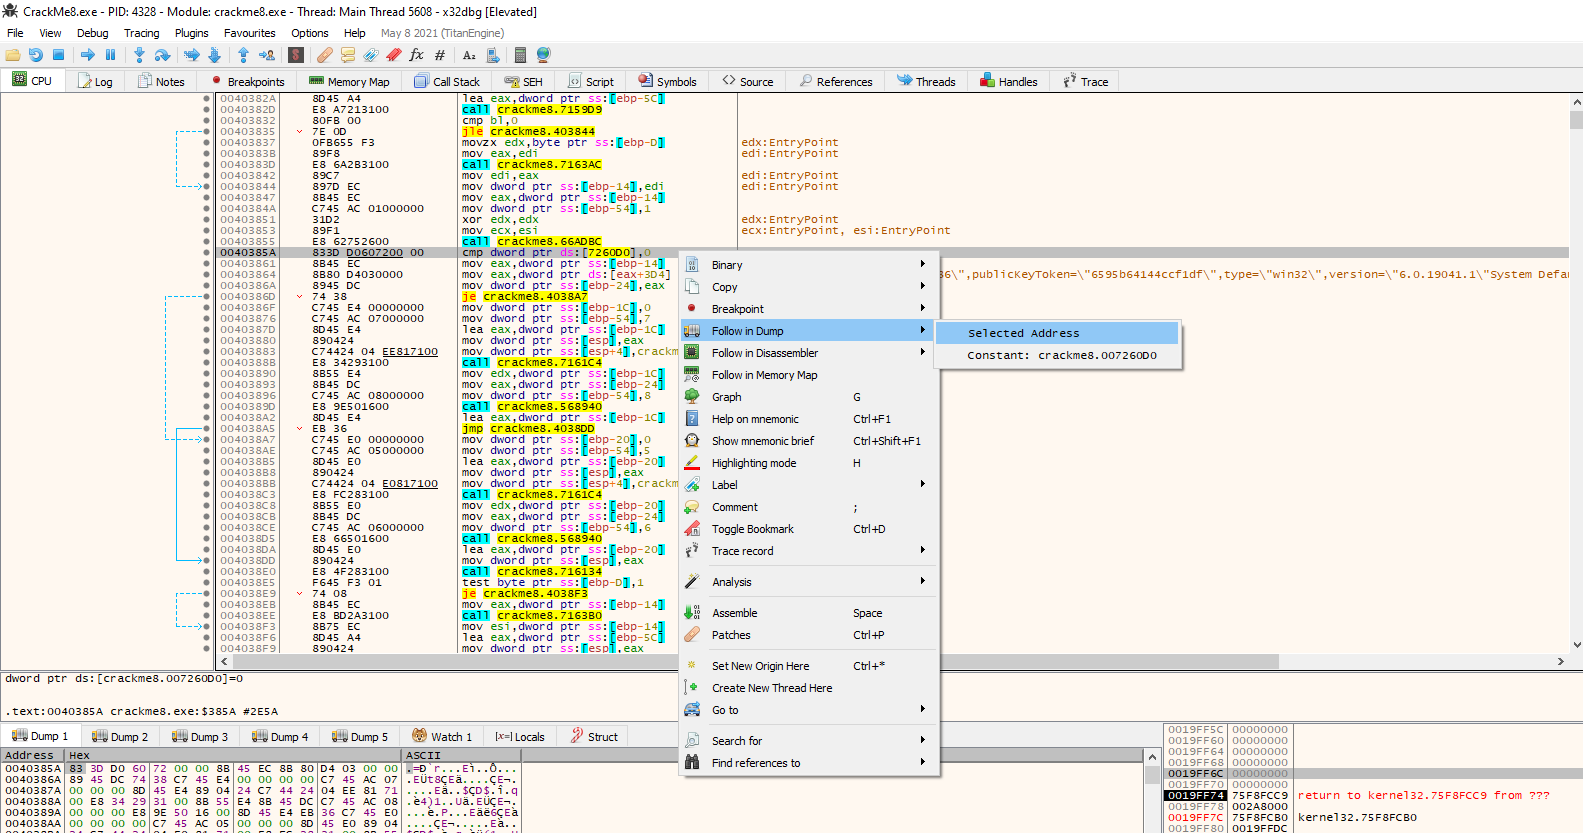 CrackMe8.exe - PID: 4328 - Module: crackme8.exe - Thread: Main Thread 5608 - x32dbg [Elevated]
File View Debug Tracing Plugins Favourites Options Help May 8 2021 (TitanEngine)
CPU Log Notes Breakpoints Memory Map Call Stack SEH Script Symbols Source References Threads Handles Trace
0040382A 8D45 A4 lea eax,dword ptr ss:[ebp-5C]
0040382D E8 A7213100 call crackme8.7159D9
00403832 80FB 00 cmp bl,0
00403835 7E 0D jle crackme8.403844
00403837 0FB655 F3 movzx edx,byte ptr ss:[ebp-D] edx:EntryPoint
0040383B 89F8 mov eax,edi edi:EntryPoint
0040383D E8 6A2B3100 call crackme8.7163AC
00403842 89C7 mov edi,eax edi:EntryPoint
00403844 897D EC mov dword ptr ss:[ebp-14],edi edi:EntryPoint
00403847 8B45 EC mov eax,dword ptr ss:[ebp-14]
0040384A C745 AC 01000000 mov dword ptr ss:[ebp-54],1
00403851 31D2 xor edx,edx edx:EntryPoint
00403853 89F1 mov ecx,esi ecx:EntryPoint, esi:EntryPoint
00403855 E8 62752600 call crackme8.66ADBC
0040385A 833D D0607200 00 cmp dword ptr ds:[7260D0],0
00403861 8B45 EC mov eax,dword ptr ss:[ebp-14]
00403864 8B80 D4030000 mov eax,dword ptr ds:[eax+3D4] 36\",publicKeyToken=\"6595b64144ccf1df\",type=\"win32\",version=\"6.0.19041.1\"System Defau
0040386A 8945 DC mov dword ptr ss:[ebp-24],eax
0040386D 74 38 je crackme8.4038A7
0040386F C745 E4 00000000 mov dword ptr ss:[ebp-1C],0
00403876 C745 AC 07000000 mov dword ptr ss:[ebp-54],7
0040387D 8D45 E4 lea eax,dword ptr ss:[ebp-1C]
00403880 890424 mov dword ptr ss:[esp],eax
00403883 C74424 04 EE817100 mov dword ptr ss:[esp+4],crackm
0040388B E8 34293100 call crackme8.7161C4
00403890 8B55 E4 mov edx,dword ptr ss:[ebp-1C]
00403893 8B45 DC mov eax,dword ptr ss:[ebp-24]
00403896 C745 AC 08000000 mov dword ptr ss:[ebp-54],8
0040389D E8 9E501600 call crackme8.568940
004038A2 8D45 E4 lea eax,dword ptr ss:[ebp-1C]
004038A5 EB 36 jmp crackme8.4038DD
004038A7 C745 E0 00000000 mov dword ptr ss:[ebp-20],0
004038AE C745 AC 05000000 mov dword ptr ss:[ebp-54],5
004038B5 8D45 E0 lea eax,dword ptr ss:[ebp-20]
004038B8 890424 mov dword ptr ss:[esp],eax
004038BB C74424 04 E0817100 mov dword ptr ss:[esp+4],crackm
004038C3 E8 FC283100 call crackme8.7161C4
004038C8 8B55 E0 mov edx,dword ptr ss:[ebp-20]
004038CB 8B45 DC mov eax,dword ptr ss:[ebp-24]
004038CE C745 AC 06000000 mov dword ptr ss:[ebp-54],6
004038D5 E8 66501600 call crackme8.568940
004038DA 8D45 E0 lea eax,dword ptr ss:[ebp-20]
004038DD 890424 mov dword ptr ss:[esp],eax
004038E0 E8 4F283100 call crackme8.716134
004038E5 F645 F3 01 test byte ptr ss:[ebp-D],1
004038E9 74 08 je crackme8.4038F3
004038EB 8B45 EC mov eax,dword ptr ss:[ebp-14]
004038EE E8 BD2A3100 call crackme8.7163B0
004038F3 8B75 EC mov esi,dword ptr ss:[ebp-14]
004038F6 8D45 A4 lea eax,dword ptr ss:[ebp-5C]
004038F9 890424 mov dword ptr ss:[esp],eax
Binary
Copy
Breakpoint
Follow in Dump
Follow in Disassembler
Follow in Memory Map
Graph G
Help on mnemonic Ctrl+F1
Show mnemonic brief Ctrl+Shift+F1
Highlighting mode H
Label
Comment ;
Toggle Bookmark Ctrl+D
Trace record
Analysis
Assemble Space
Patches Ctrl+P
Set New Origin Here Ctrl+*
Create New Thread Here
Go to
Search for
Find references to
Selected Address
Constant: crackme8.007260D0
dword ptr ds:[crackme8.007260D0]=0
.text:0040385A crackme8.exe:$385A #2E5A
Dump 1 Dump 2 Dump 3 Dump 4 Dump 5 Watch 1 Locals Struct
Address Hex ASCII
0040385A 83 3D D0 60 72 00 00 8B 45 EC 8B 80 D4 03 00 00 .=Ð`r...Eì..Ô...
0040386A 89 45 DC 74 38 C7 45 E4 00 00 00 00 C7 45 AC 07 .EÜt8ÇEä....ÇE¬.
0040387A 00 00 00 8D 45 E4 89 04 24 C7 44 24 04 EE 81 71 ....Eä..$ÇD$.î.q
0040388A 00 E8 34 29 31 00 8B 55 E4 8B 45 DC C7 45 AC 08 .è4)1..Uä.EÜÇE¬.
0040389A 00 00 00 E8 9E 50 16 00 8D 45 E4 EB 36 C7 45 E0 ...è.P...Eäë6ÇEà
004038AA 00 00 00 00 C7 45 AC 05 00 00 00 8D 45 E0 89 04 ....ÇE¬.....Eà..
0019FF5C 00000000
0019FF60 00000000
0019FF64 00000000
0019FF68 00000000
0019FF6C 00000000
0019FF70 00000000
0019FF74 75F8FCC9 return to kernel32.75F8FCC9 from ???
0019FF78 002A8000
0019FF7C 75F8FCB0 kernel32.75F8FCB0
0019FF80 0019FFDC